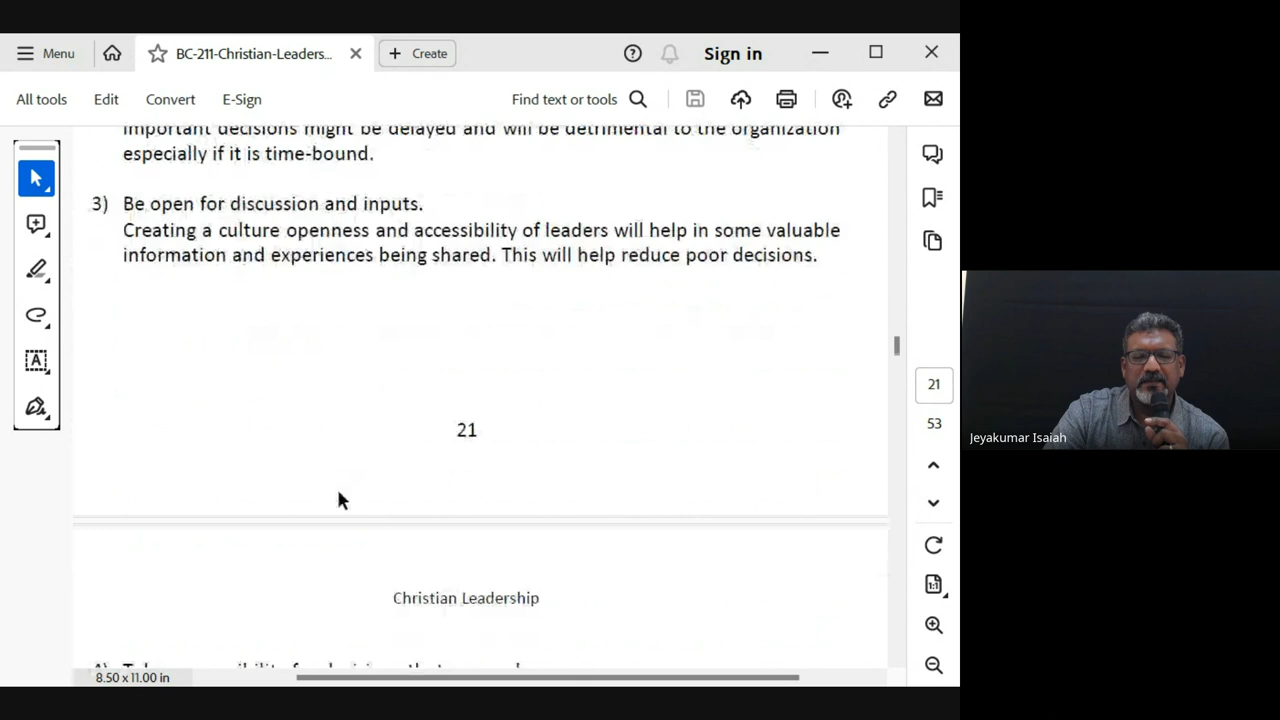 Menu
BC-211-Christian-Leaders...
Create
Sign in
All tools
Edit
Convert
E-Sign
Find text or tools
important decisions might be delayed and will be detrimental to the organization
especially if it is time-bound.
3) Be open for discussion and inputs.
Creating a culture openness and accessibility of leaders will help in some valuable
information and experiences being shared. This will help reduce poor decisions.
21
Christian Leadership
8.50 x 11.00 in
21
53
1:1
Jeyakumar Isaiah